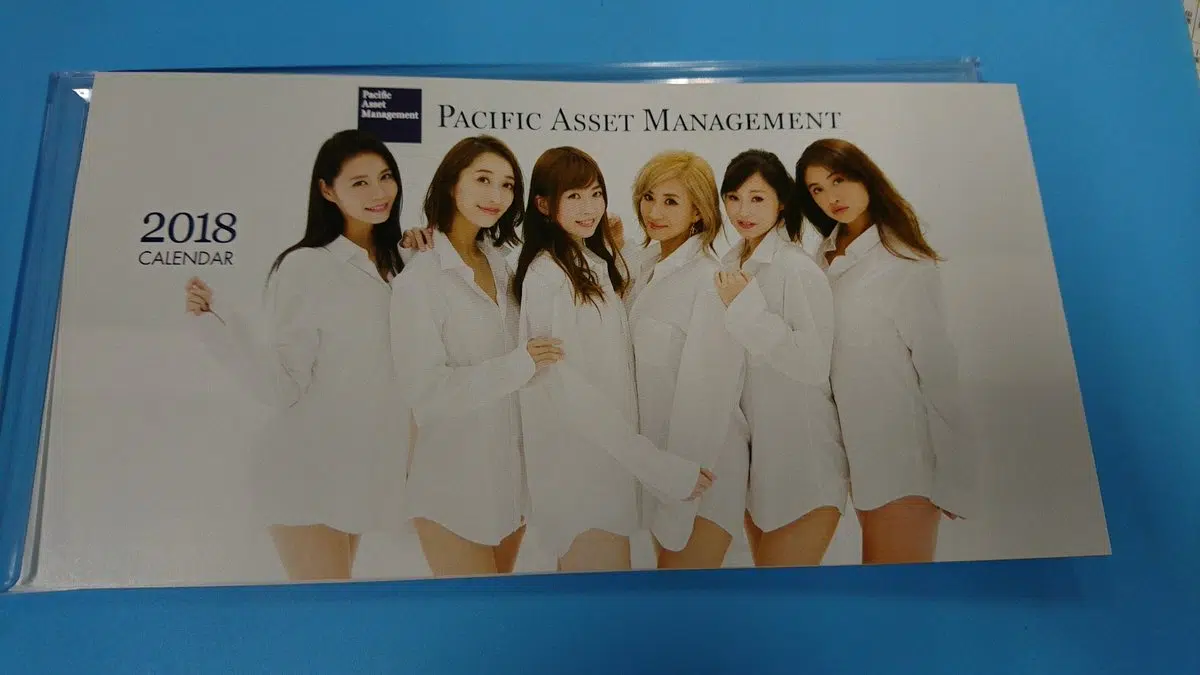 Pacific
Asset
Management
PACIFIC ASSET MANAGEMENT
2018
CALENDAR